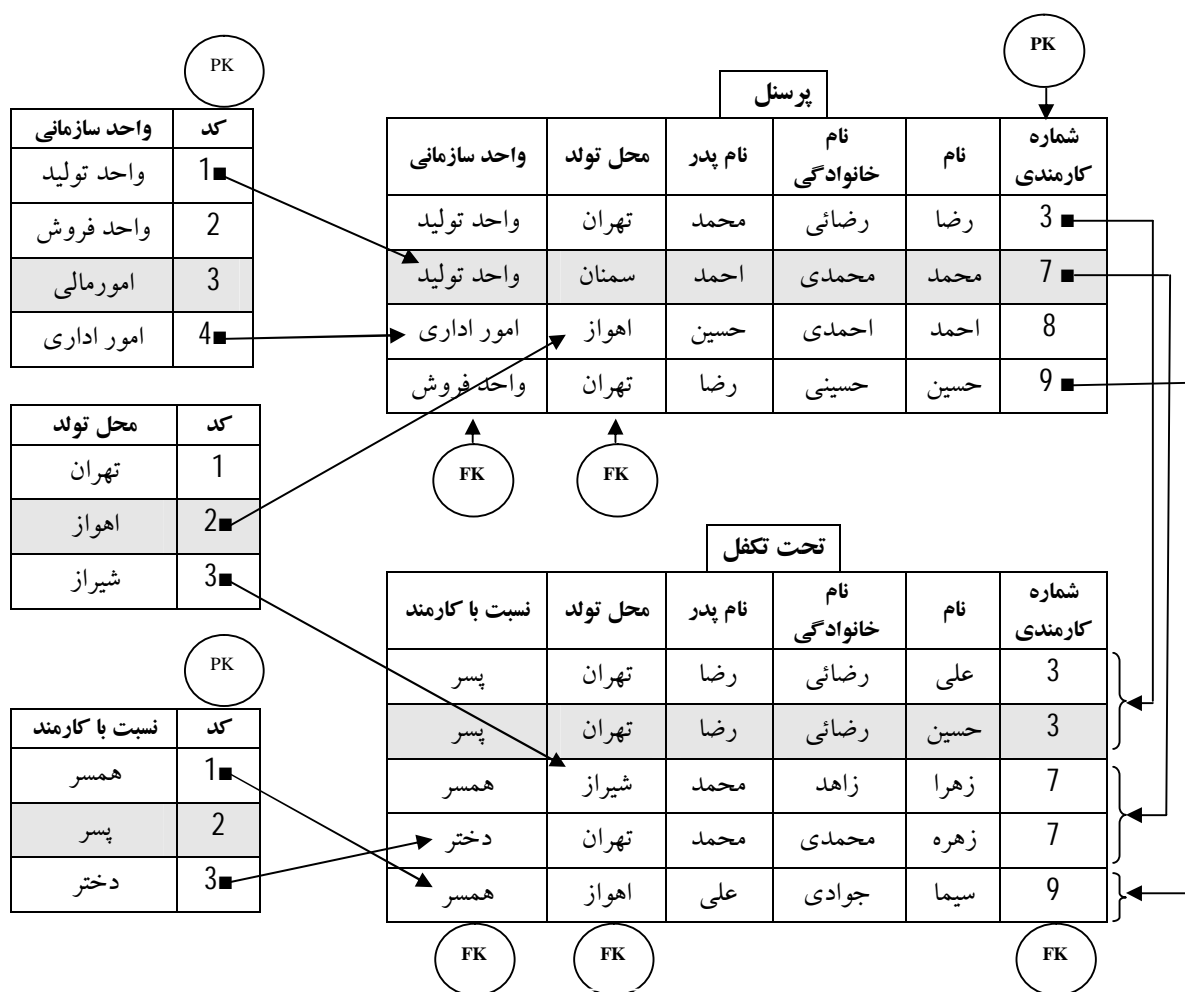 PK
واحد سازمانی کد
واحد تولید 1
واحد فروش 2
امورمالی 3
امور اداری 4
محل تولد کد
تهران 1
اهواز 2
شیراز 3
PK
نسبت با کارمند کد
همسر 1
پسر 2
دختر 3
PK
پرسنل
شماره کارمندی نام نام خانوادگی نام پدر محل تولد واحد سازمانی
3 رضا رضائی محمد تهران واحد تولید
7 محمد محمدی احمد سمنان واحد تولید
8 احمد احمدی حسین اهواز امور اداری
9 حسین حسینی رضا تهران واحد فروش
FK FK
تحت تکفل
شماره کارمندی نام نام خانوادگی نام پدر محل تولد نسبت با کارمند
3 علی رضائی رضا تهران پسر
3 حسین رضائی رضا تهران پسر
7 زهرا زاهد محمد شیراز همسر
7 زهره محمدی محمد تهران دختر
9 سیما جوادی علی اهواز همسر
FK FK FK